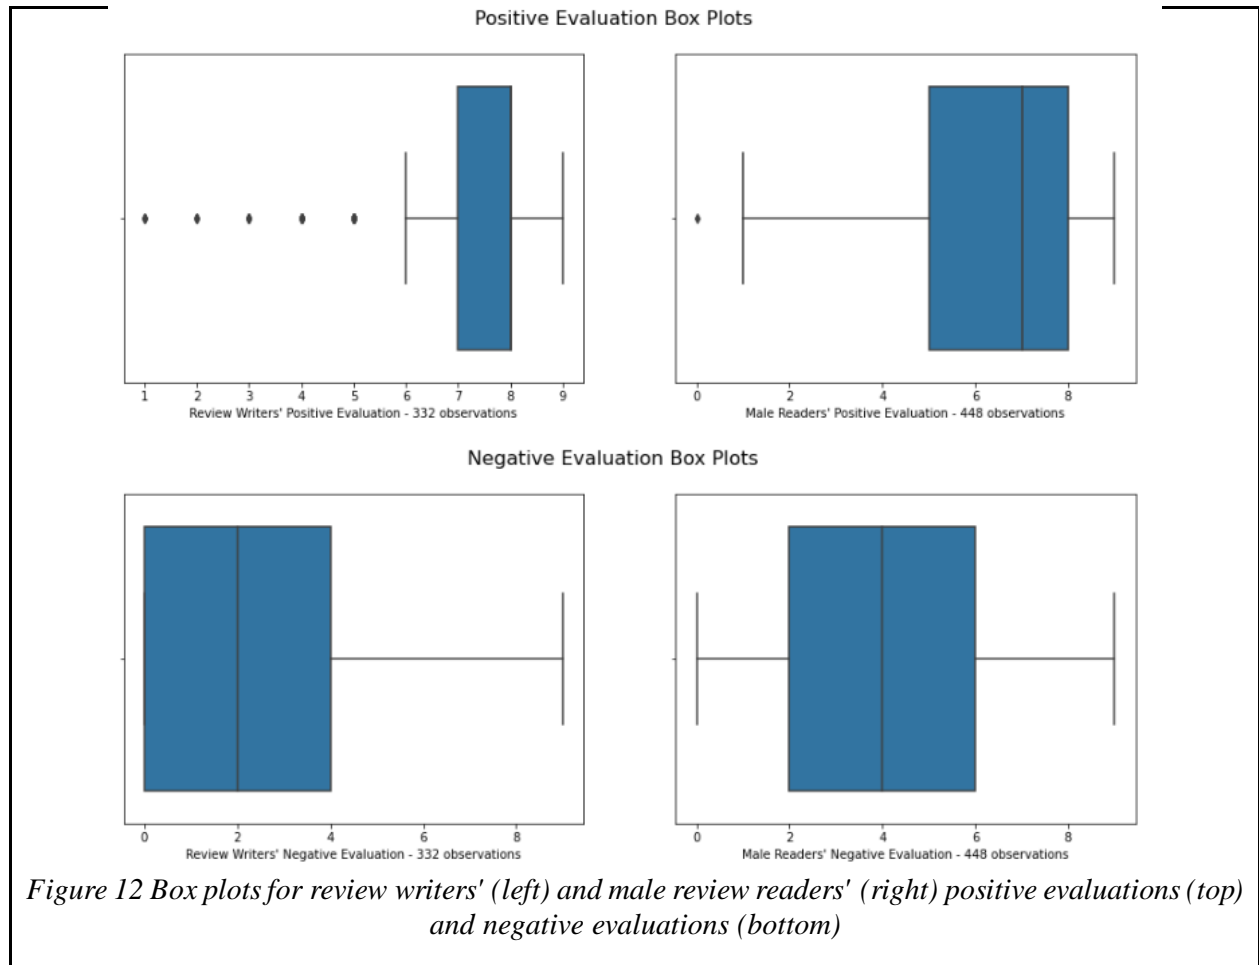 Positive Evaluation Box Plots
1 2 3 4 5 6 7 8 9
Review Writers' Positive Evaluation - 332 observations
0 2 4 6 8
Male Readers' Positive Evaluation - 448 observations
Negative Evaluation Box Plots
0 2 4 6 8
Review Writers' Negative Evaluation - 332 observations
0 2 4 6 8
Male Readers' Negative Evaluation - 448 observations
Figure 12 Box plots for review writers' (left) and male review readers' (right) positive evaluations (top)
and negative evaluations (bottom)